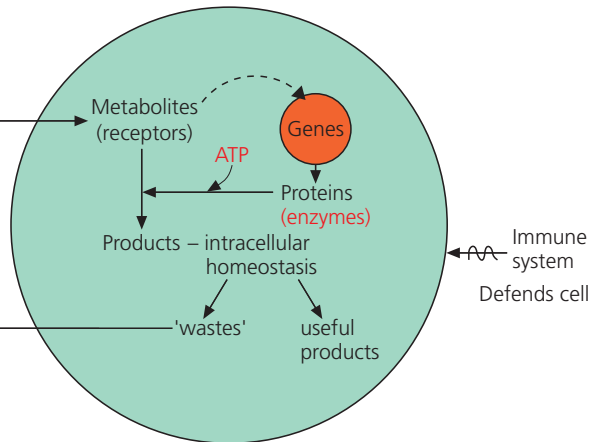 Metabolites
(receptors)
Genes
ATP
Proteins
(enzymes)
Products – intracellular
homeostasis
Immune
system
Defends cell
'wastes'
useful
products